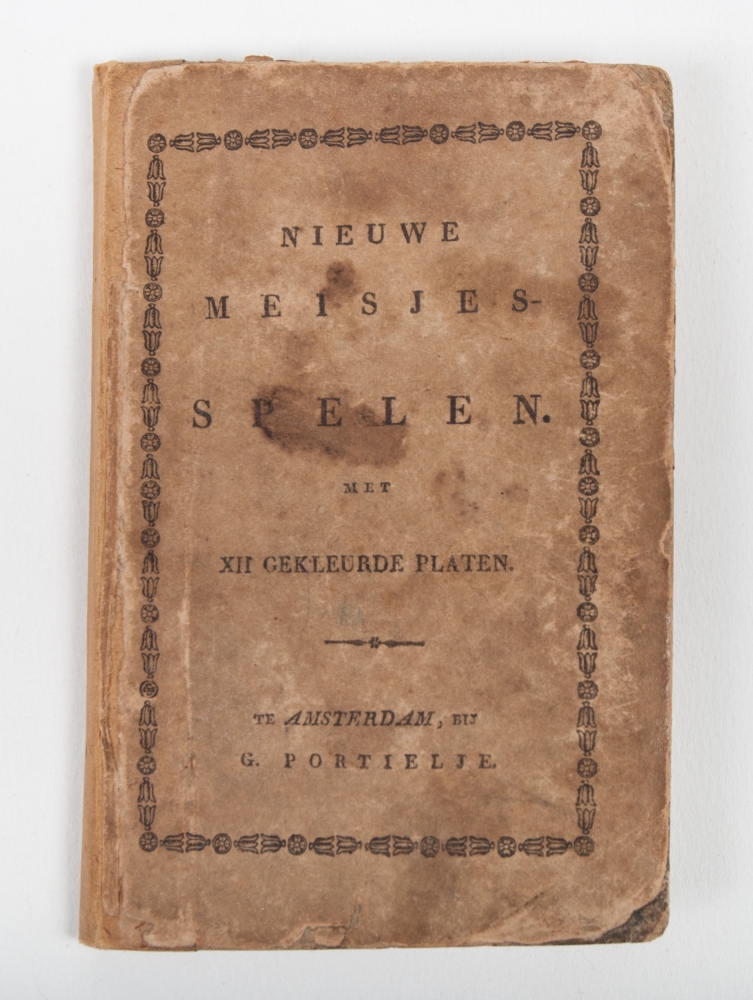 NIEUWE
MEISJES-
SPELEN.
MET
XII GEKLEURDE PLATEN.
TE AMSTERDAM, BIJ
G. PORTIELJE.